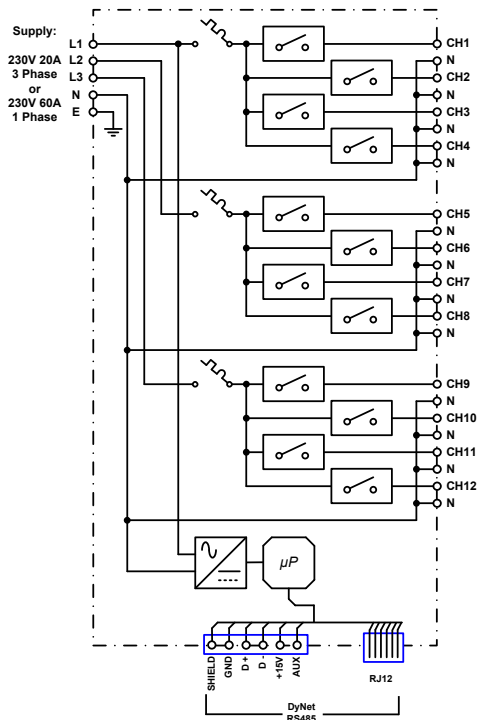 Supply:
230V 20A
3 Phase
or
230V 60A
1 Phase
L1
L2
L3
N
E
CH1
N
CH2
N
CH3
N
CH4
N
CH5
N
CH6
N
CH7
N
CH8
N
CH9
N
CH10
N
CH11
N
CH12
N
µP
SHIELD
GND
D +
D -
+15V
AUX
RJ12
DyNet
RS485